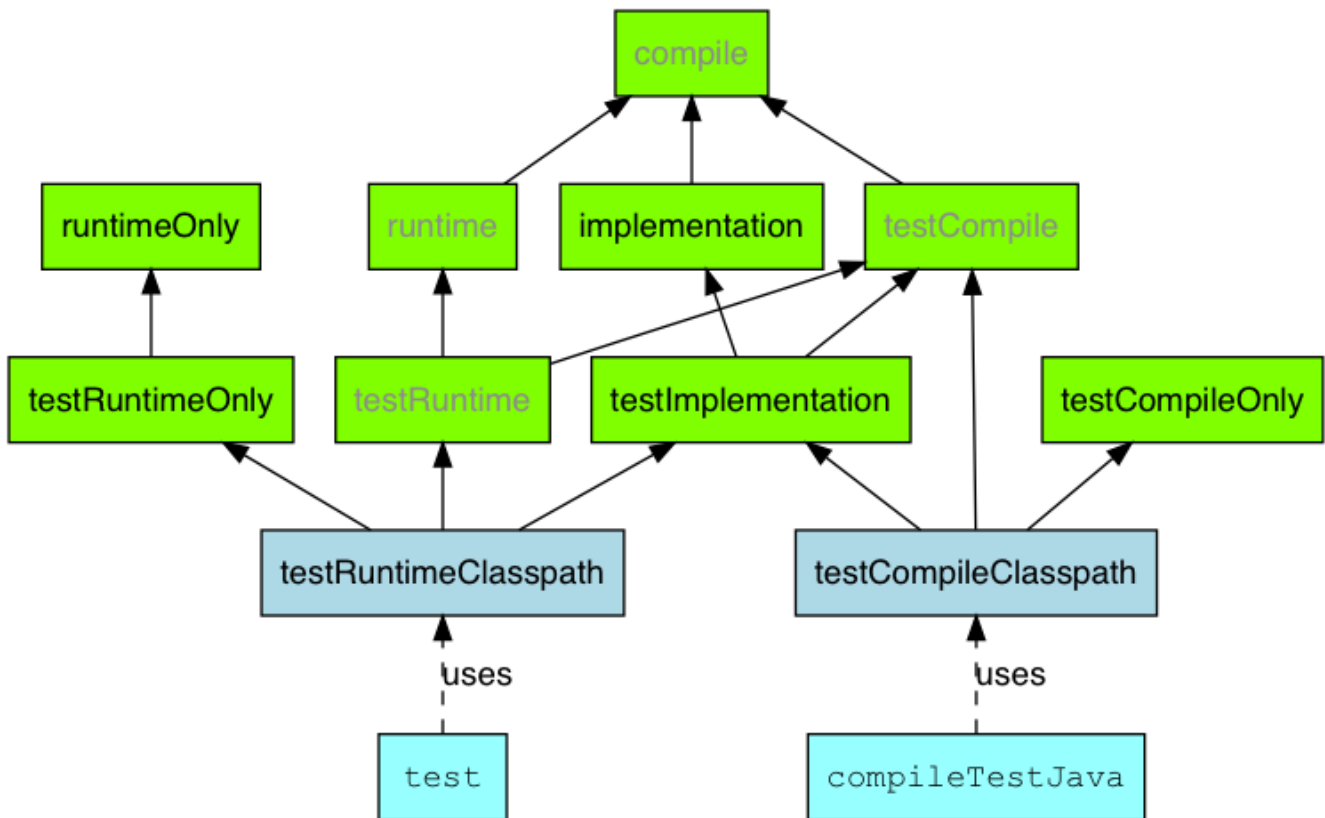 compile
runtimeOnly
runtime
implementation
testCompile
testRuntimeOnly
testRuntime
testImplementation
testCompileOnly
testRuntimeClasspath
testCompileClasspath
uses
uses
test
compileTestJava